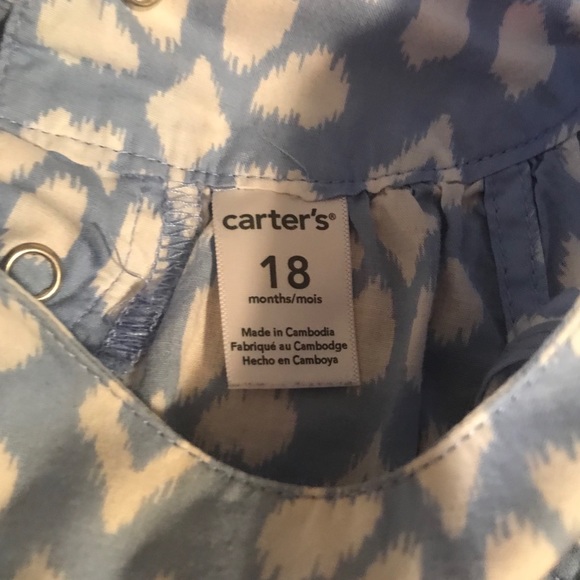 carter's®
18
months/mois
Made in Cambodia
Fabriqué au Cambodge
Hecho en Camboya